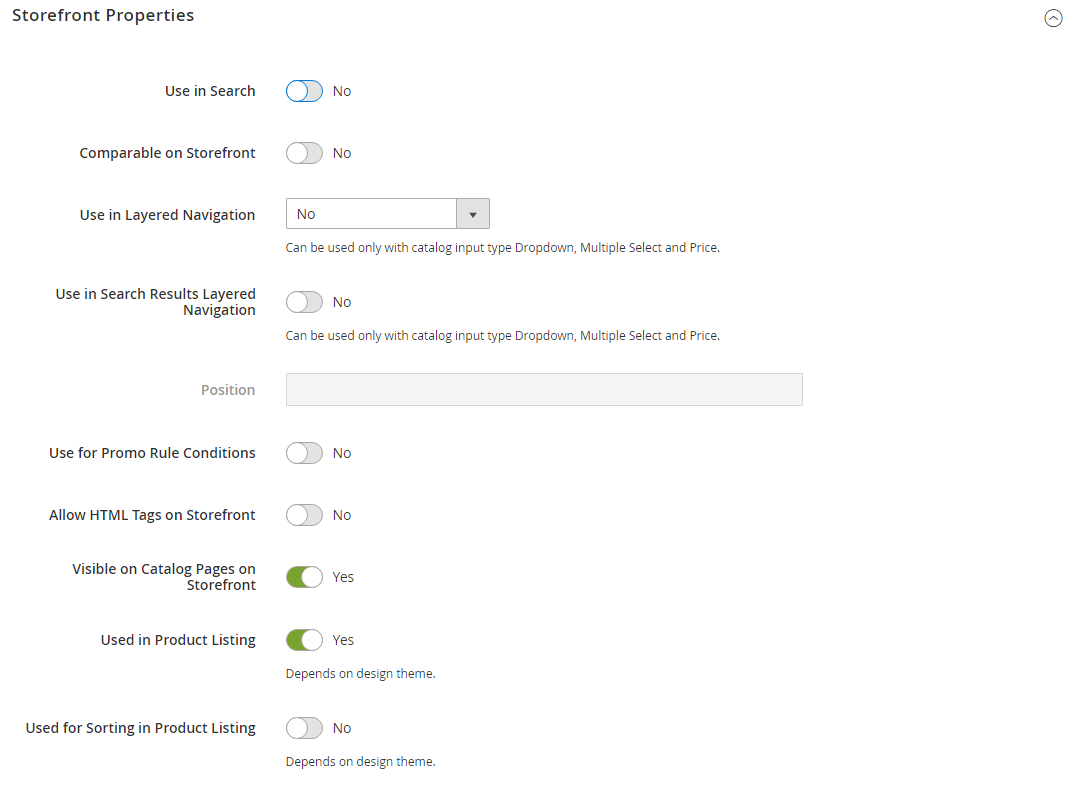 Storefront Properties
Use in Search
No
Comparable on Storefront
No
Use in Layered Navigation
No
Can be used only with catalog input type Dropdown, Multiple Select and Price.
Use in Search Results Layered
Navigation
No
Can be used only with catalog input type Dropdown, Multiple Select and Price.
Position
Use for Promo Rule Conditions
No
Allow HTML Tags on Storefront
No
Visible on Catalog Pages on
Storefront
Yes
Used in Product Listing
Yes
Depends on design theme.
Used for Sorting in Product Listing
No
Depends on design theme.